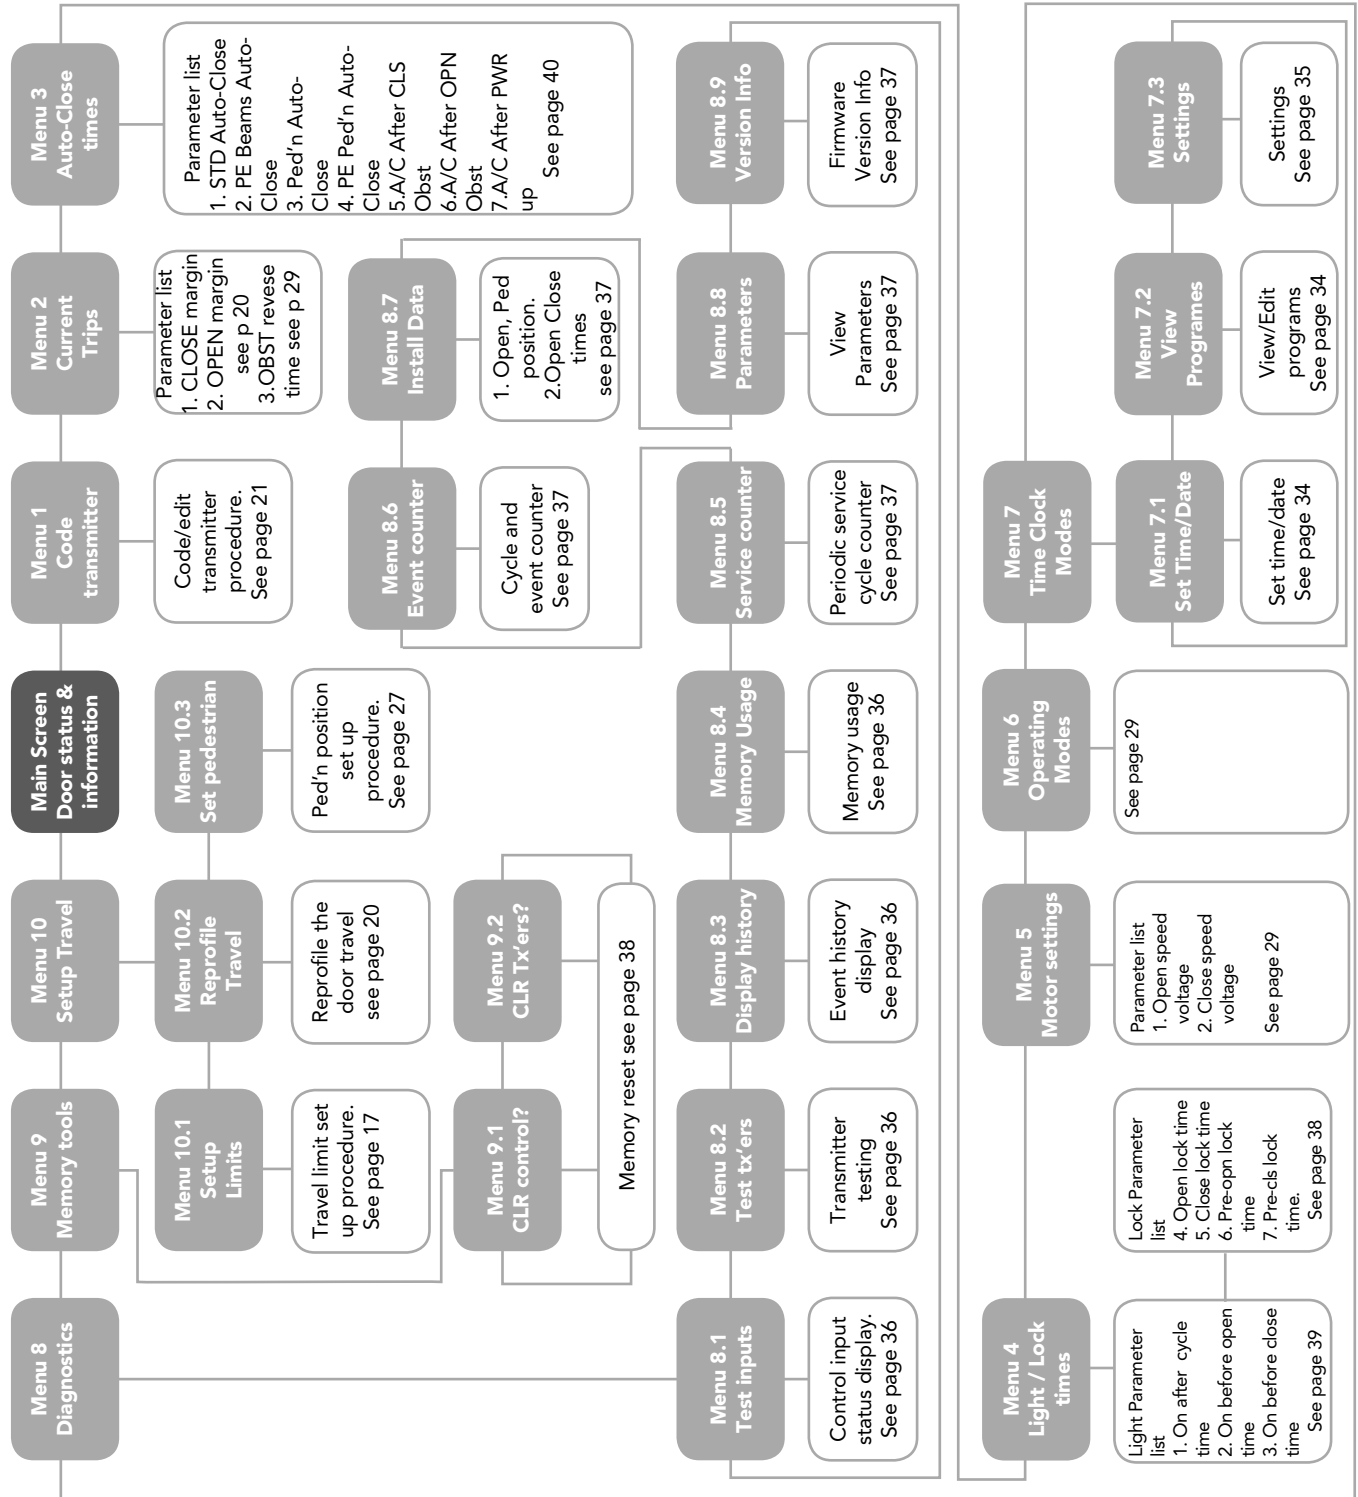 Menu 8
Diagnostics
Menu 9
Memory tools
Menu 10
Setup Travel
Main Screen
Door status &
information
Menu 1
Code
transmitter
Menu 2
Current
Trips
Menu 3
Auto-Close
times
Menu 10.1
Setup
Limits
Menu 10.2
Reprofile
Travel
Menu 10.3
Set pedestrian
Code/edit
transmitter
procedure.
See page 21
Parameter list
1. CLOSE margin
2. OPEN margin
see p 20
3.OBST revese
time see p 29
Parameter list
1. STD Auto-Close
2. PE Beams Auto-
Close
3. Ped'n Auto-
Close
4. PE Ped'n Auto-
Close
5.A/C After CLS
Obst
6.A/C After OPN
Obst
7.A/C After PWR
up
See page 40
Travel limit set
up procedure.
See page 17
Reprofile the
door travel
see page 20
Ped'n position
set up
procedure.
See page 27
Menu 8.6
Event counter
Menu 8.7
Install Data
Cycle and
event counter
See page 37
1. Open, Ped
position.
2.Open Close
times
see page 37
Menu 9.1
CLR control?
Menu 9.2
CLR Tx'ers?
Memory reset see page 38
Menu 8.1
Test inputs
Menu 8.2
Test tx'ers
Menu 8.3
Display history
Menu 8.4
Memory Usage
Menu 8.5
Service counter
Menu 8.8
Parameters
Menu 8.9
Version Info
Control input
status display.
See page 36
Transmitter
testing
See page 36
Event history
display
See page 36
Memory usage
See page 36
Periodic service
cycle counter
See page 37
View
Parameters
See page 37
Firmware
Version Info
See page 37
Menu 4
Light / Lock
times
Menu 5
Motor settings
Menu 6
Operating
Modes
Menu 7
Time Clock
Modes
Light Parameter
list
1. On after cycle
time
2. On before open
time
3. On before close
time
See page 39
Lock Parameter
list
4. Open lock time
5. Close lock time
6. Pre-opn lock
time
7. Pre-cls lock
time.
See page 38
Parameter list
1. Open speed
voltage
2. Close speed
voltage
See page 29
See page 29
Menu 7.1
Set Time/Date
Menu 7.2
View
Programes
Menu 7.3
Settings
Set time/date
See page 34
View/Edit
programs
See page 34
Settings
See page 35